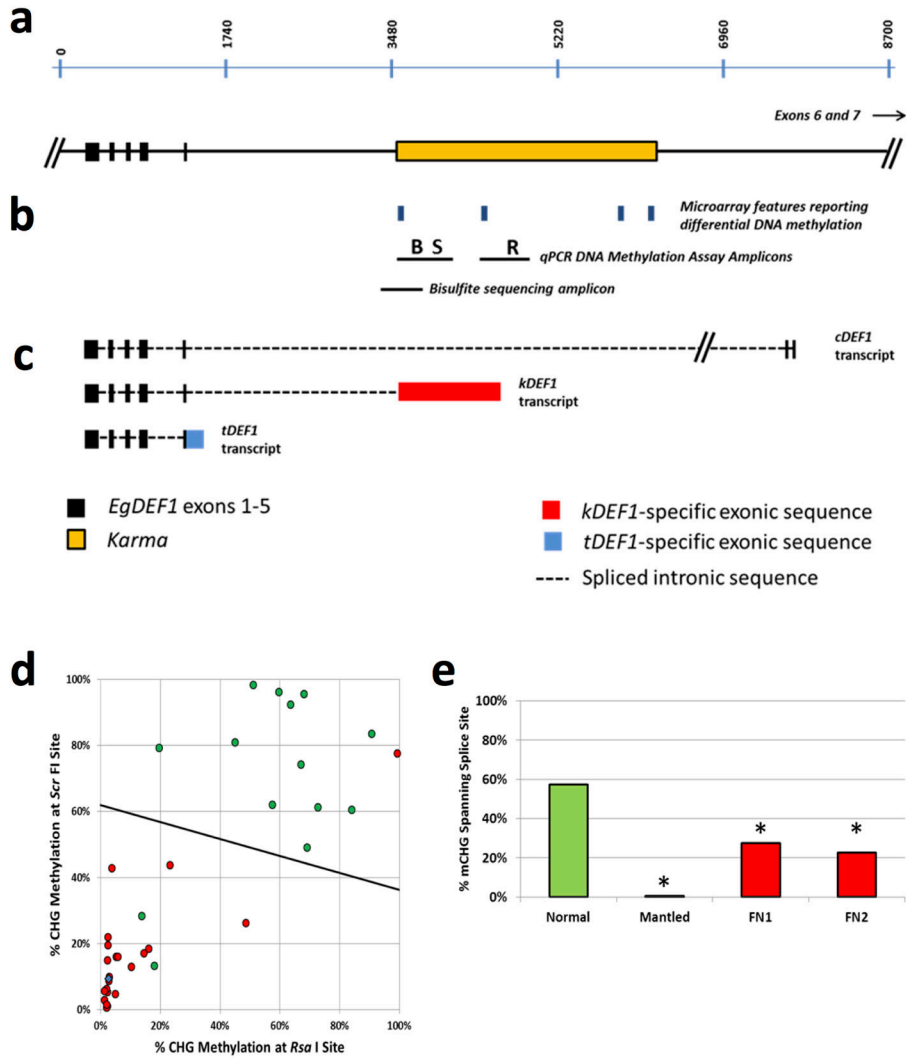 a
0
1740
3480
5220
6960
8700
Exons 6 and 7
b
Microarray features reporting
differential DNA methylation
B S
R
qPCR DNA Methylation Assay Amplicons
Bisulfite sequencing amplicon
c
cDEF1
transcript
kDEF1
transcript
tDEF1
transcript
EgDEF1 exons 1-5
Karma
kDEF1-specific exonic sequence
tDEF1-specific exonic sequence
Spliced intronic sequence
d
% CHG Methylation at Scr FI Site
100%
80%
60%
40%
20%
0%
0%
20%
40%
60%
80%
100%
% CHG Methylation at Rsa I Site
e
% mCHG Spanning Splice Site
100%
80%
60%
40%
20%
0%
*
*
*
Normal
Mantled
FN1
FN2